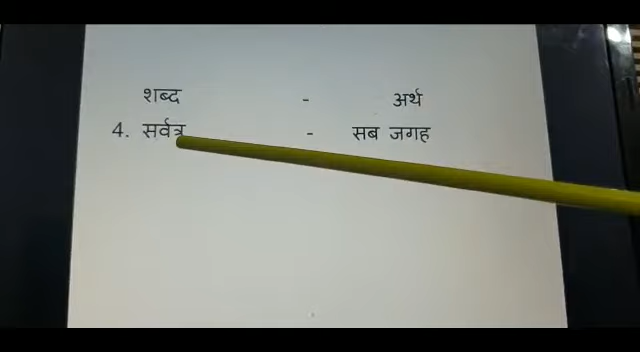 शब्द - अर्थ
4. सर्वत्र - सब जगह